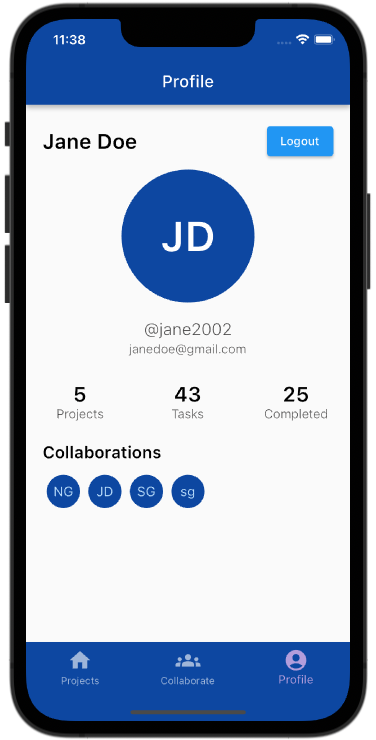 11:38
Profile
Jane Doe
Logout
JD
@jane2002
janedoe@gmail.com
5 43 25
Projects Tasks Completed
Collaborations
NG JD SG sg
Projects Collaborate Profile